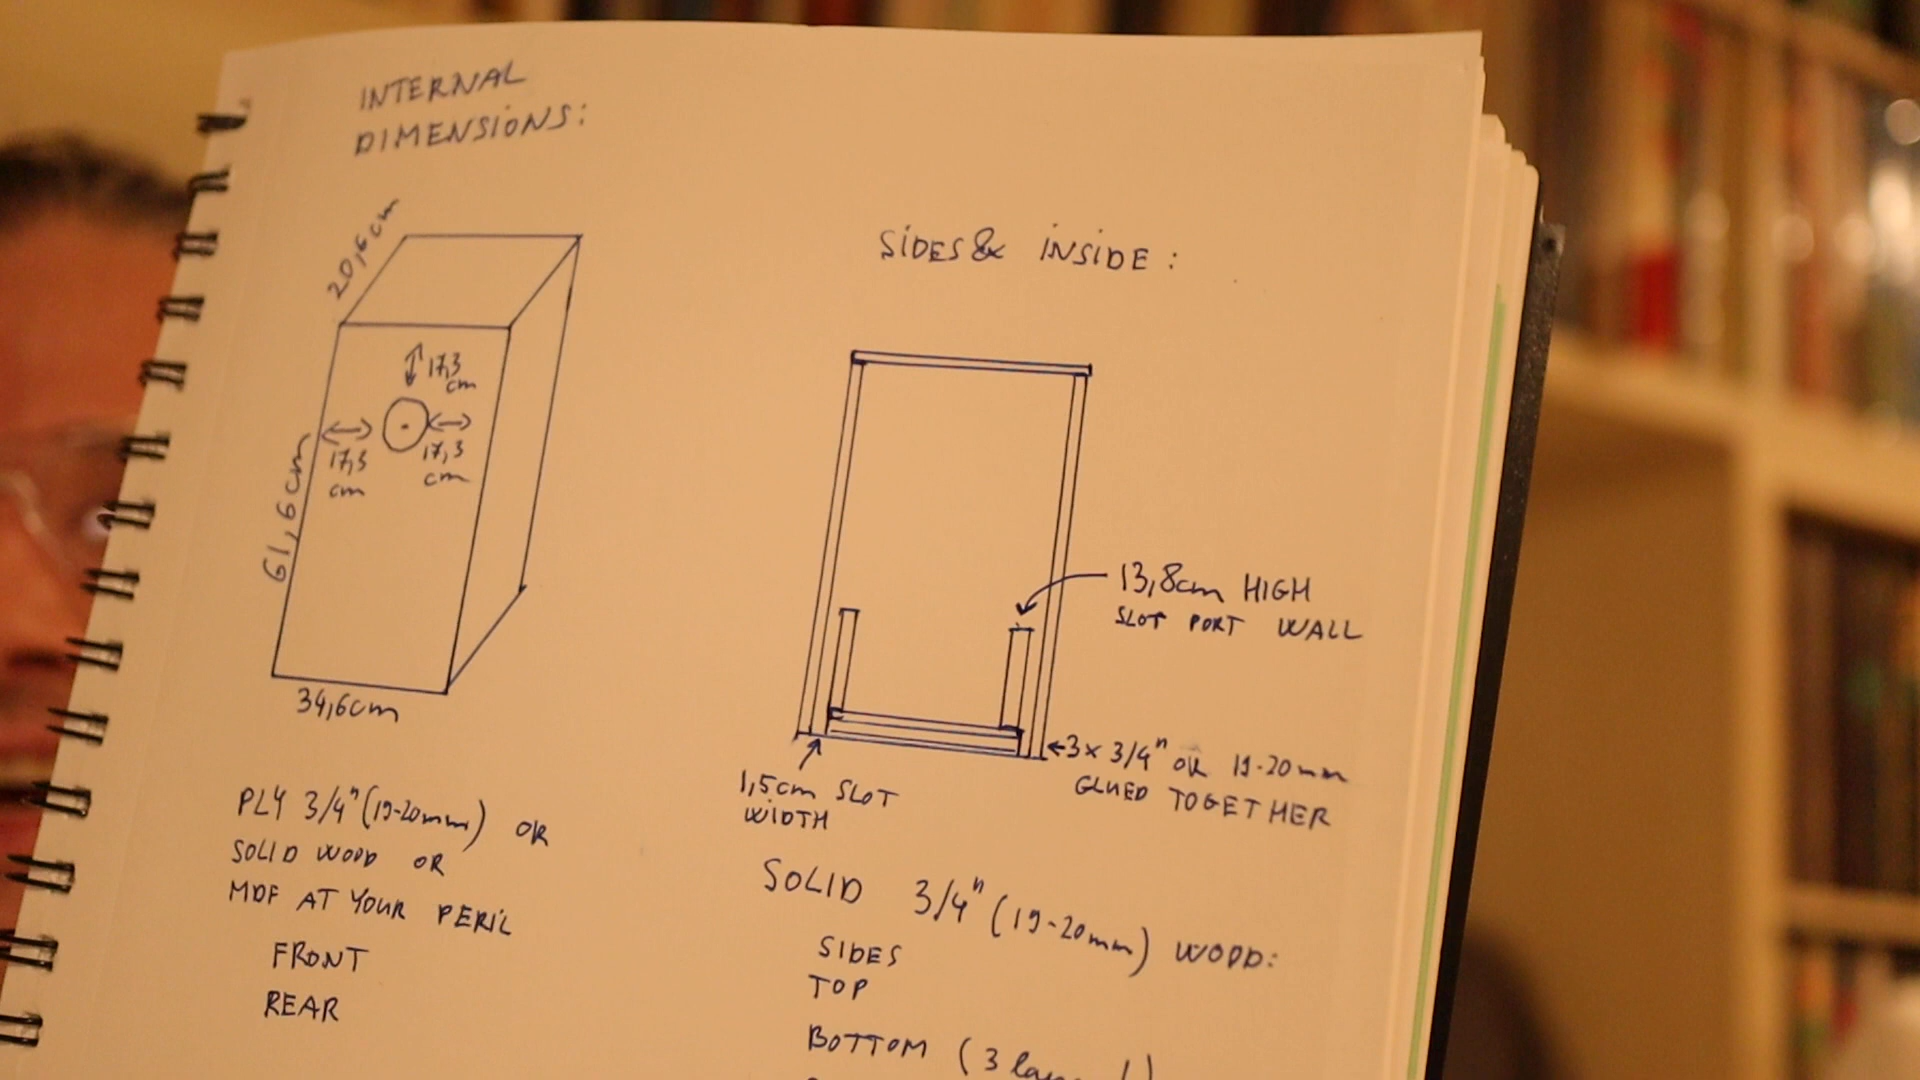 INTERNAL
DIMENSIONS:
20,6cm
17,3
cm
17,3
cm
17,3
cm
61,6cm
34,6cm
PLY 3/4" (19-20mm) OR
SOLID WOOD OR
MDF AT YOUR PERIL
FRONT
REAR
SIDES & INSIDE:
13,8cm HIGH
SLOT PORT WALL
1,5cm SLOT
WIDTH
3x 3/4" OR 19-20mm
GLUED TOGETHER
SOLID 3/4" (19-20mm) WOOD:
SIDES
TOP
BOTTOM (3